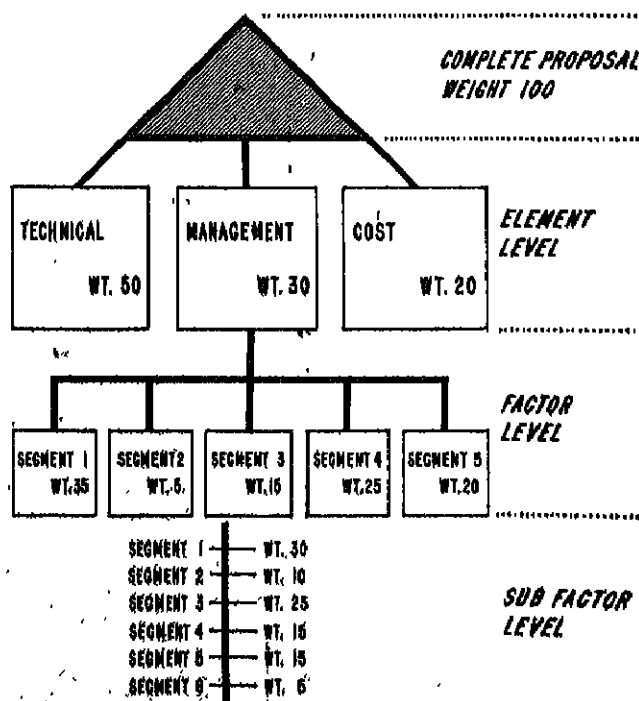 COMPLETE PROPOSAL
WEIGHT 100
TECHNICAL
WT. 50
MANAGEMENT
WT. 30
COST
WT. 20
ELEMENT
LEVEL
FACTOR
LEVEL
SEGMENT 1
WT. 35
SEGMENT 2
WT. 5
SEGMENT 3
WT. 15
SEGMENT 4
WT. 25
SEGMENT 5
WT. 20
SEGMENT 1 WT. 30
SEGMENT 2 WT. 10
SEGMENT 3 WT. 25
SEGMENT 4 WT. 15
SEGMENT 5 WT. 15
SEGMENT 6 WT. 5
SUB FACTOR
LEVEL